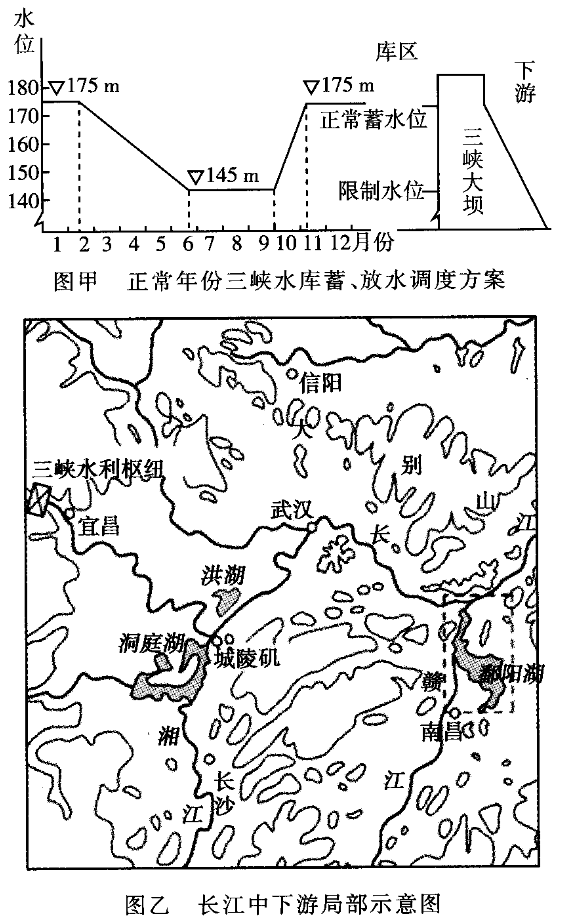 水位
180
170
160
150
140
175 m
145 m
175 m
1 2 3 4 5 6 7 8 9 10 11 12 月份
库区
下游
正常蓄水位
限制水位
三峡大坝
图甲 正常年份三峡水库蓄、放水调度方案
信阳
大
别
山
三峡水利枢纽
宜昌
武汉
长
江
洪湖
洞庭湖
城陵矶
鄱阳湖
赣
江
南昌
湘
江
长沙
图乙 长江中下游局部示意图